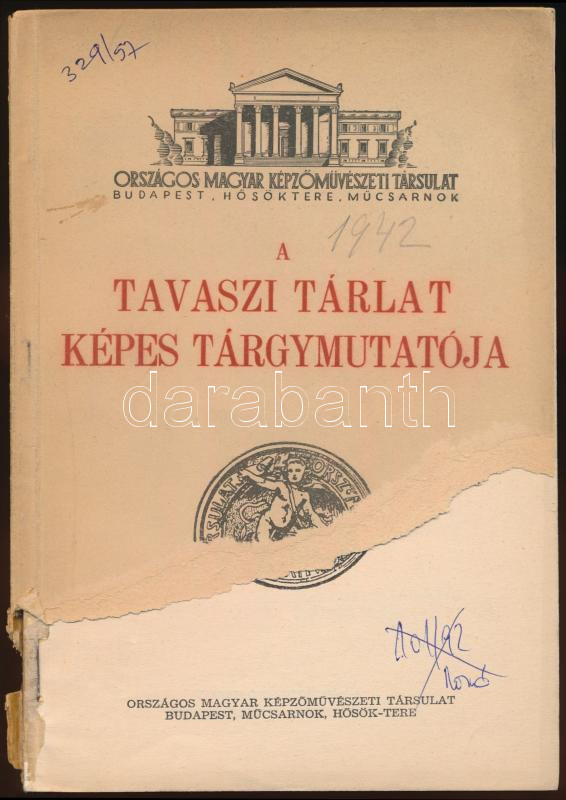 329/57
ORSZÁGOS MAGYAR KÉPZŐMŰVÉSZETI TÁRSULAT
BUDAPEST, HŐSÖKTERE, MŰCSARNOK
1942
A
TAVASZI TÁRLAT
KÉPES TÁRGYMUTATÓJA
darabanth
ORSZ
ORSZÁGOS MAGYAR KÉPZŐMŰVÉSZETI TÁRSULAT
BUDAPEST, MŰCSARNOK, HŐSÖK-TERE